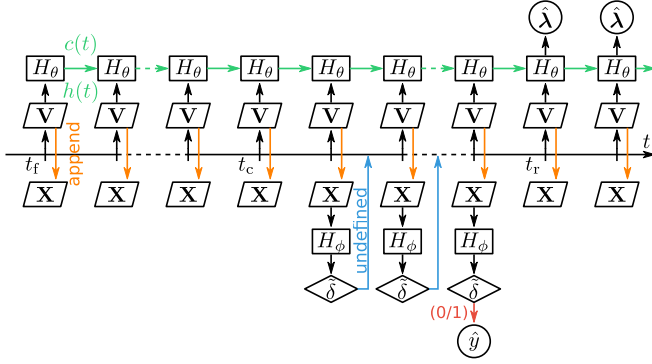 λ̂ λ̂
c(t)
H_θ H_θ H_θ H_θ H_θ H_θ H_θ H_θ H_θ
h(t)
V V V V V V V V V
append
t
t_f t_c t_r
X X X X X X X X X
undefined
H_ϕ H_ϕ H_ϕ
δ̃ δ̃ δ̃
(0/1)
ŷ